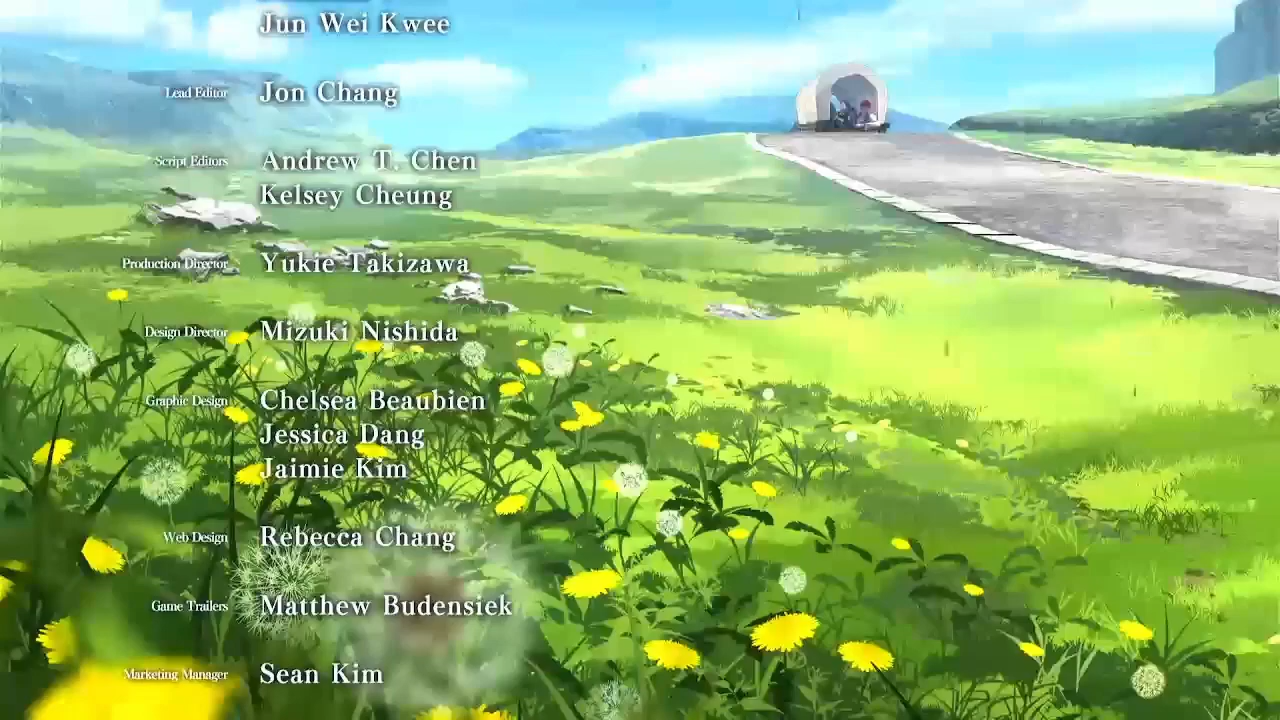 Jun Wei Kwee
Lead Editor Jon Chang
Script Editors Andrew T. Chen
Kelsey Cheung
Production Director Yukie Takizawa
Design Director Mizuki Nishida
Graphic Design Chelsea Beaubien
Jessica Dang
Jaimie Kim
Web Design Rebecca Chang
Game Trailers Matthew Budensiek
Marketing Manager Sean Kim